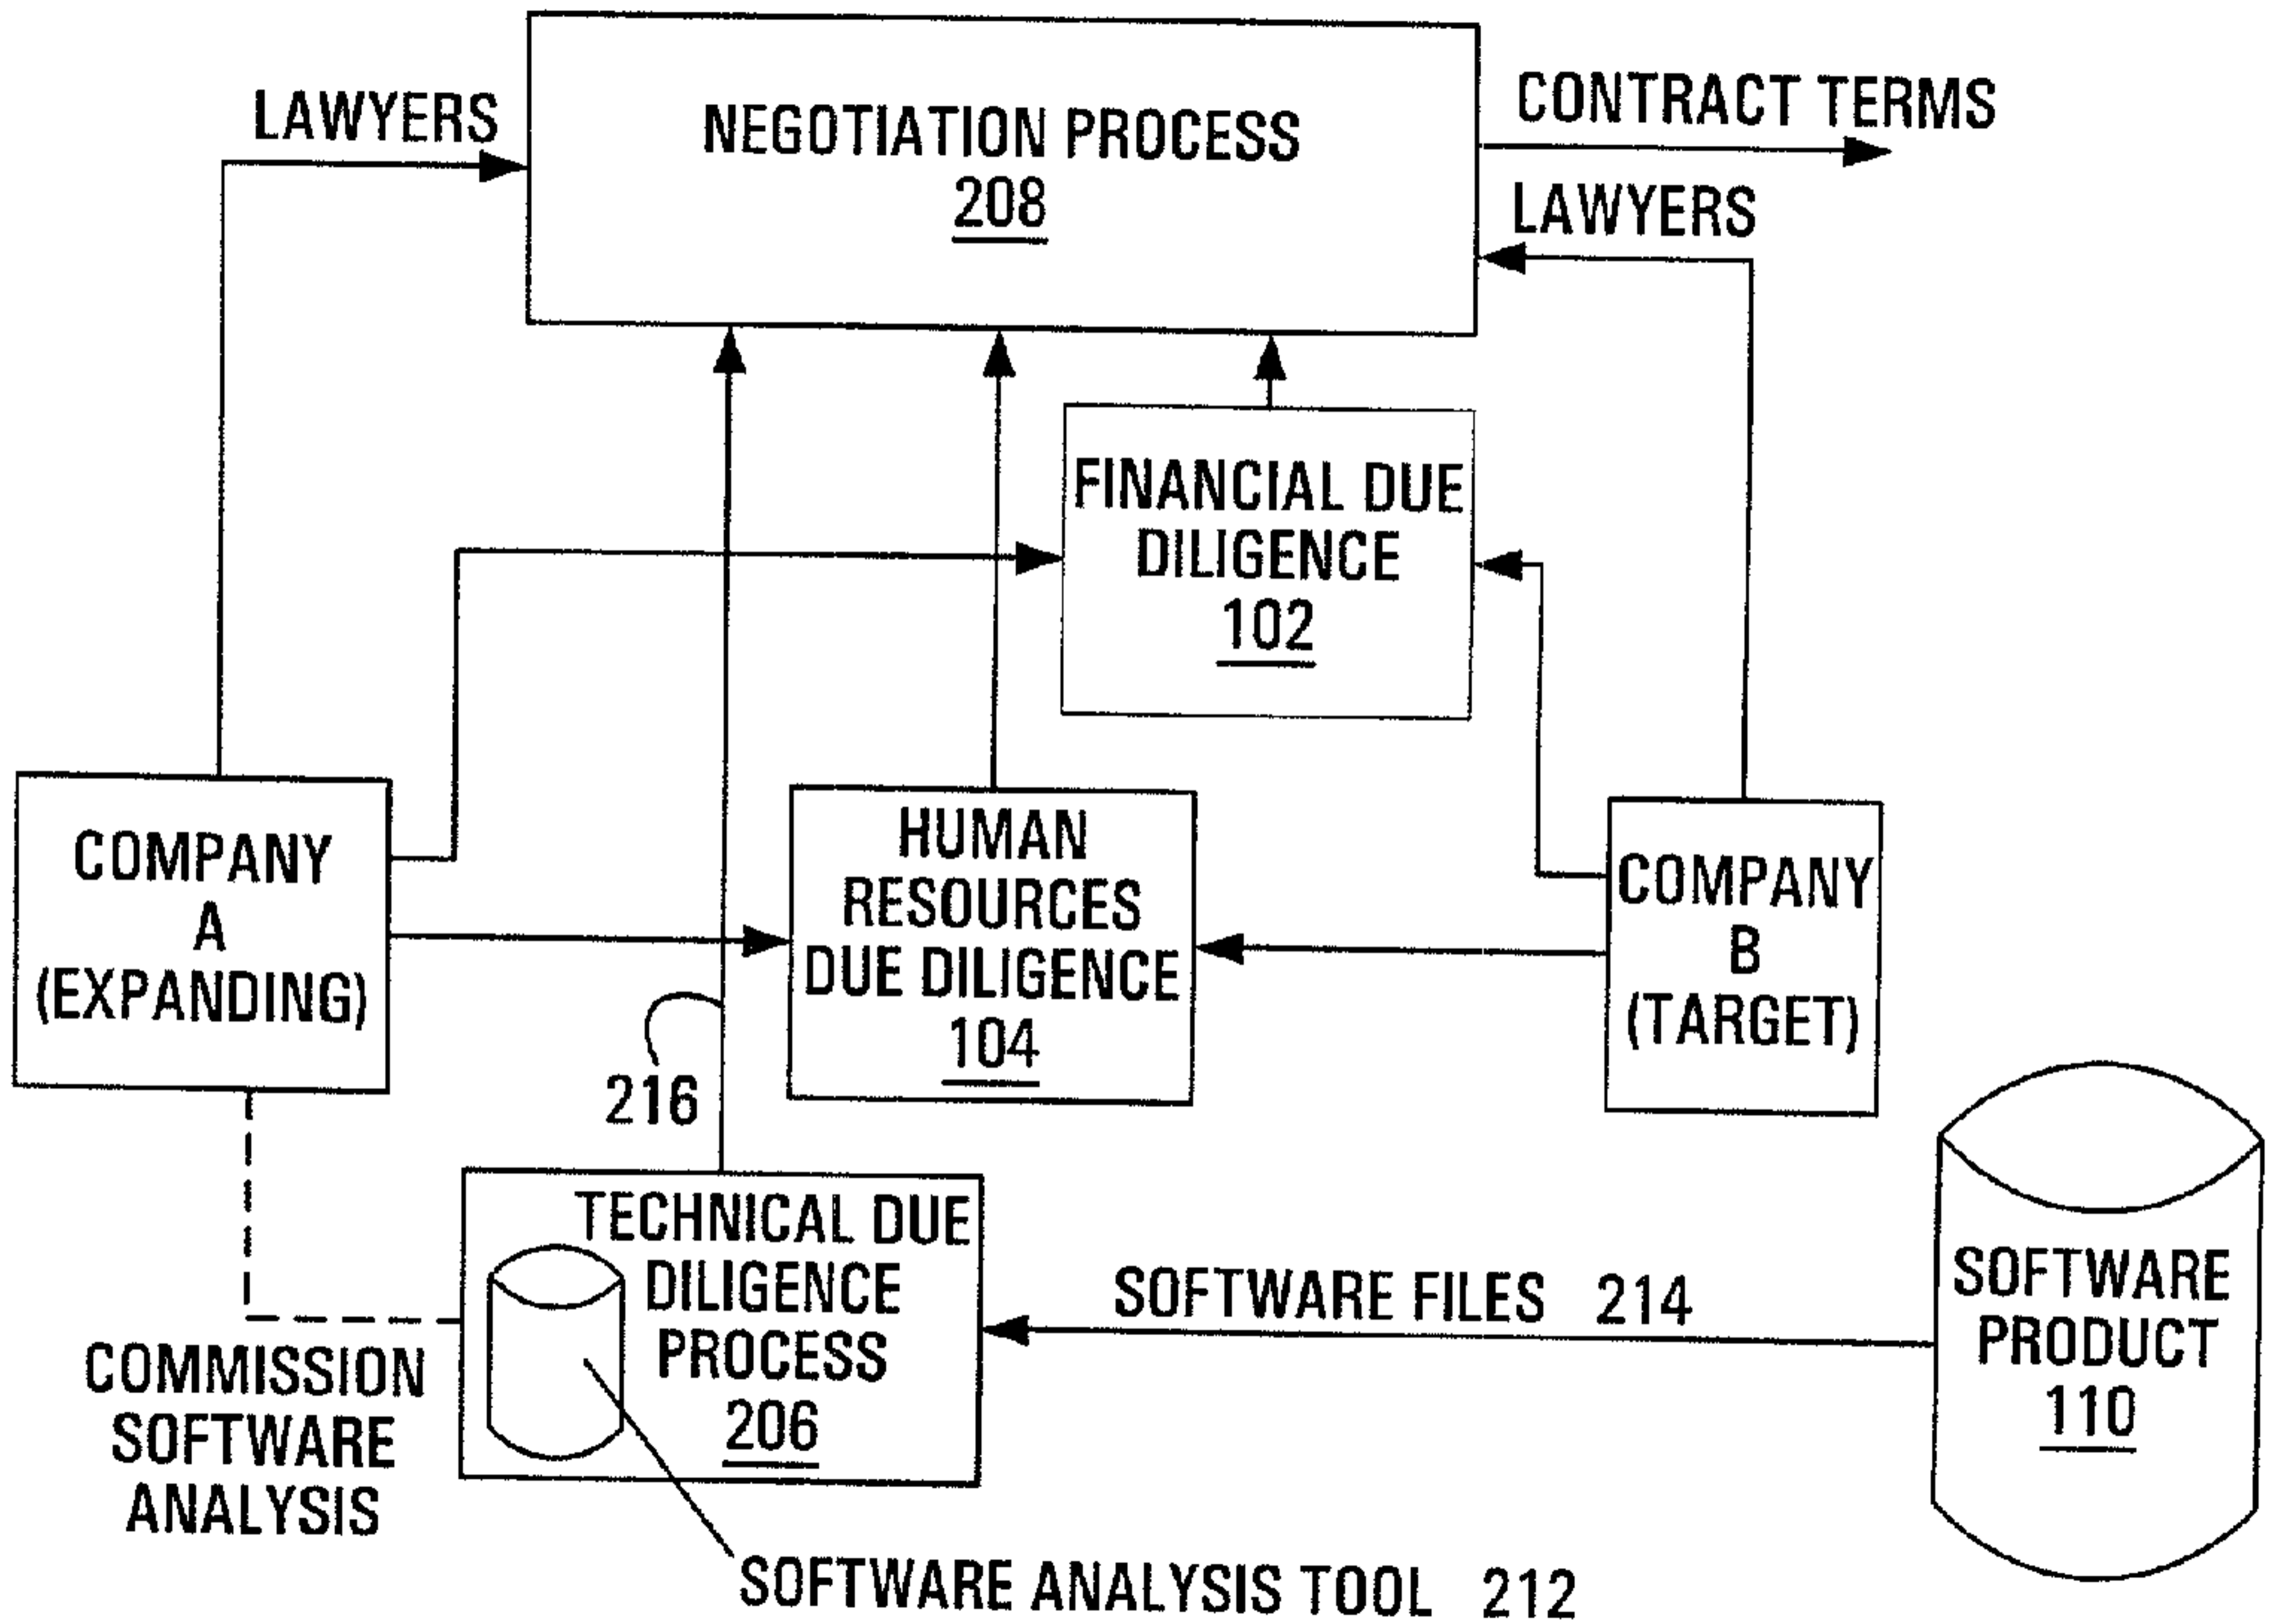 LAWYERS
NEGOTIATION PROCESS
208
CONTRACT TERMS
LAWYERS
FINANCIAL DUE
DILIGENCE
102
COMPANY
A
(EXPANDING)
HUMAN
RESOURCES
DUE DILIGENCE
104
COMPANY
B
(TARGET)
216
TECHNICAL DUE
DILIGENCE
PROCESS
206
SOFTWARE FILES 214
SOFTWARE
PRODUCT
110
COMMISSION
SOFTWARE
ANALYSIS
SOFTWARE ANALYSIS TOOL 212